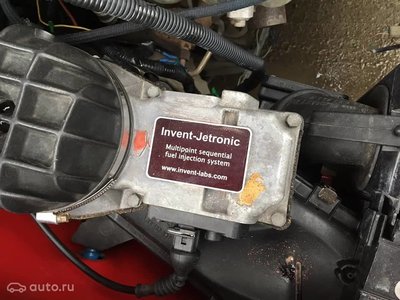 Invent-Jetronic
Multipoint sequential
fuel injection system
www.invent-labs.com
auto.ru